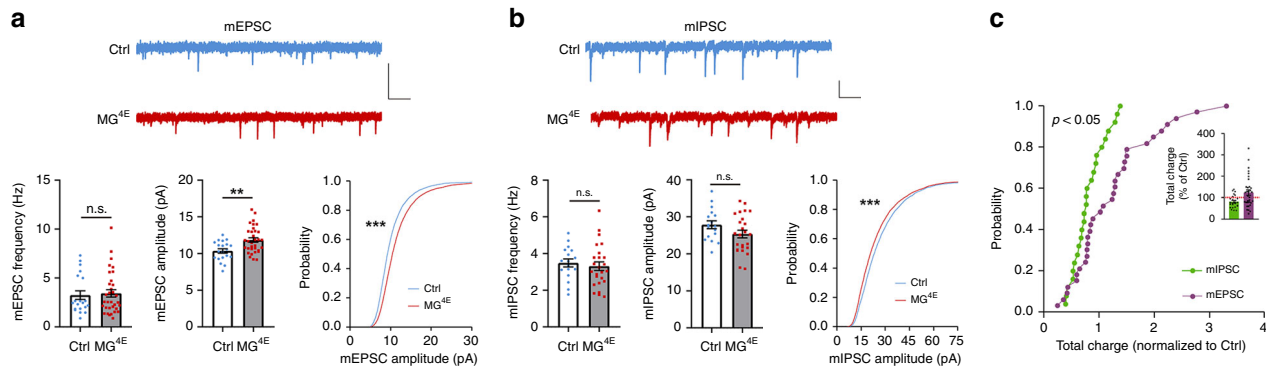 a
mEPSC
Ctrl
MG4E
mEPSC frequency (Hz)
15
10
5
0
n.s.
Ctrl MG4E
mEPSC amplitude (pA)
20
15
10
5
0
**
Ctrl MG4E
Probability
1.0
0.8
0.6
0.4
0.2
0.0
***
Ctrl
MG4E
0 10 20 30
mEPSC amplitude (pA)
b
mIPSC
Ctrl
MG4E
mIPSC frequency (Hz)
8
6
4
2
0
n.s.
Ctrl MG4E
mIPSC amplitude (pA)
40
30
20
10
0
n.s.
Ctrl MG4E
Probability
1.0
0.8
0.6
0.4
0.2
0.0
***
Ctrl
MG4E
0 15 30 45 60 75
mIPSC amplitude (pA)
c
Probability
1.0
0.8
0.6
0.4
0.2
0.0
p < 0.05
Total charge
(% of Ctrl)
400
300
200
100
0
mIPSC
mEPSC
0 1 2 3 4
Total charge (normalized to Ctrl)